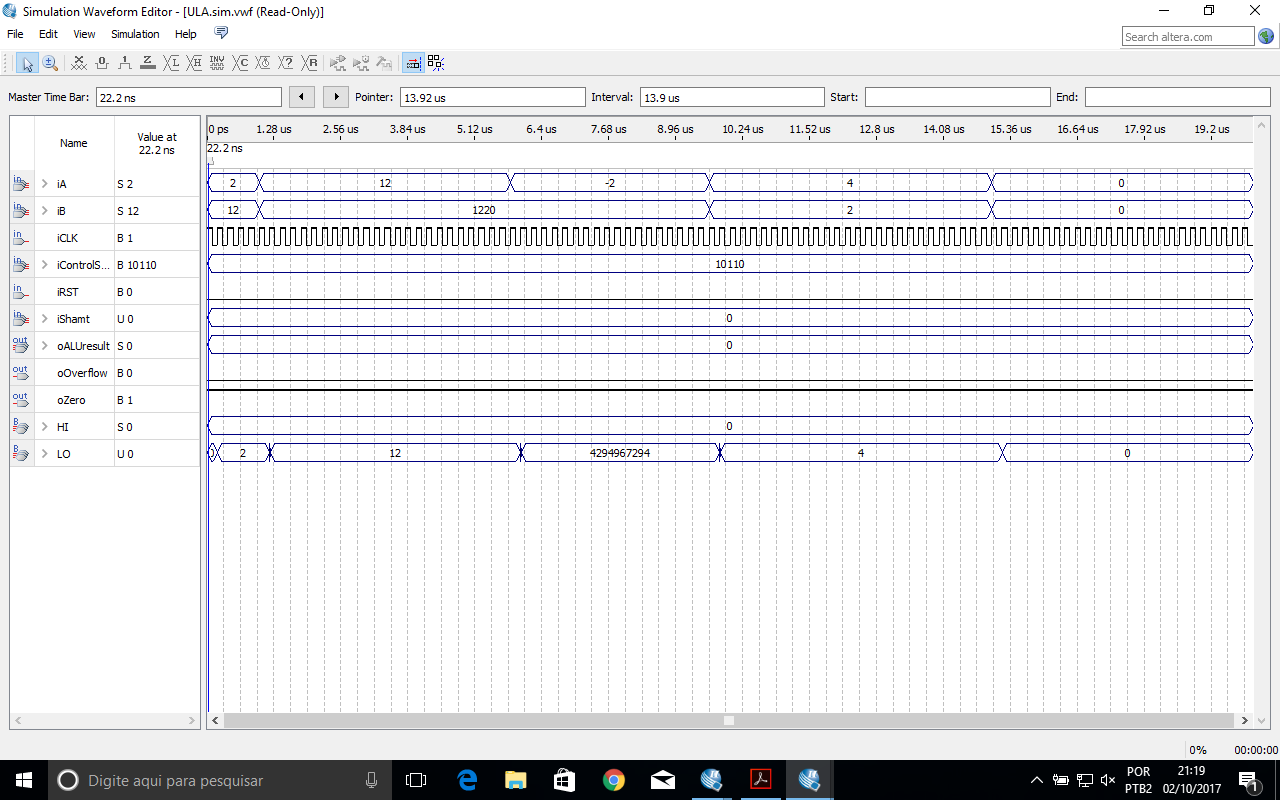 Simulation Waveform Editor - [ULA.sim.vwf (Read-Only)]
File Edit View Simulation Help
Search altera.com
Master Time Bar: 22.2 ns Pointer: 13.92 us Interval: 13.9 us Start: End:
Name Value at 22.2 ns
0 ps 1.28 us 2.56 us 3.84 us 5.12 us 6.4 us 7.68 us 8.96 us 10.24 us 11.52 us 12.8 us 14.08 us 15.36 us 16.64 us 17.92 us 19.2 us
22.2 ns
iA S 2 2 12 -2 4 0
iB S 12 12 1220 2 0
iCLK B 1
iControlS... B 10110 10110
iRST B 0
iShamt U 0 0
oALUresult S 0 0
oOverflow B 0
oZero B 1
HI S 0 0
LO U 0 0 2 12 4294967294 4 0
0% 00:00:00
Digite aqui para pesquisar
POR
PTB2
21:19
02/10/2017
1